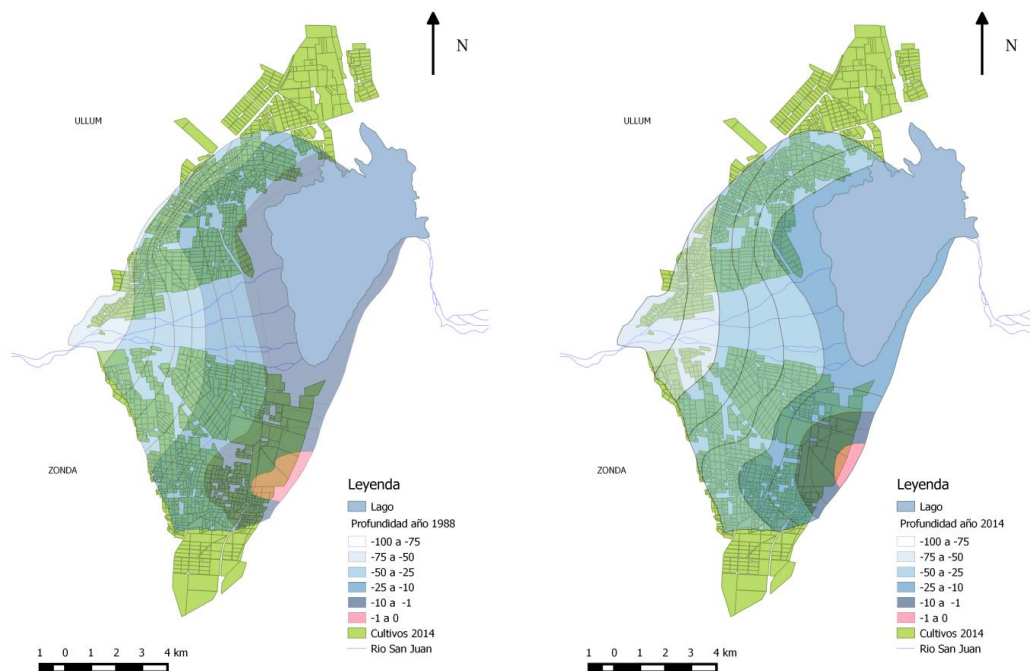 N
ULLUM
ZONDA
Leyenda
Lago
Profundidad año 1988
-100 a -75
-75 a -50
-50 a -25
-25 a -10
-10 a -1
-1 a 0
Cultivos 2014
Rio San Juan
1 0 1 2 3 4 km
N
ULLUM
ZONDA
Leyenda
Lago
Profundidad año 2014
-100 a -75
-75 a -50
-50 a -25
-25 a -10
-10 a -1
-1 a 0
Cultivos 2014
Rio San Juan
1 0 1 2 3 4 km